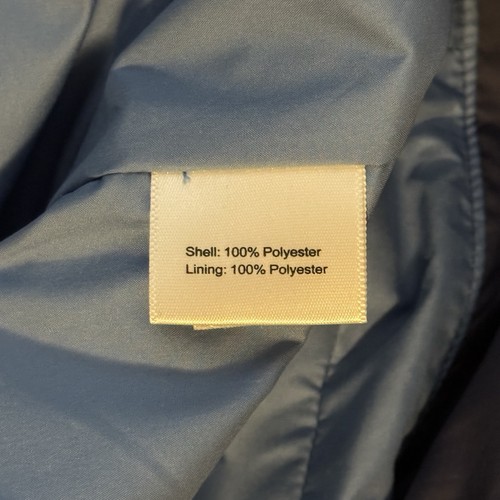 Shell: 100% Polyester
Lining: 100% Polyester